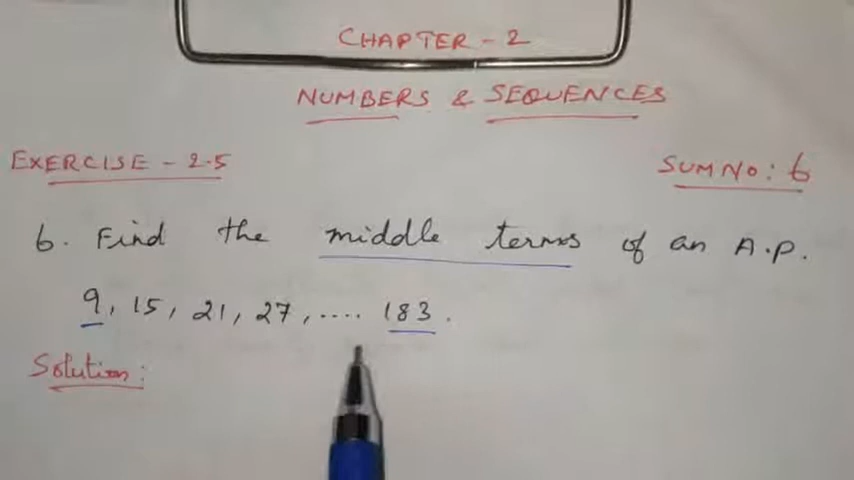 CHAPTER - 2
NUMBERS & SEQUENCES
EXERCISE - 2.5
SUM NO: 6
6. Find the middle terms of an A.P.
9, 15, 21, 27, .... 183.
Solution: